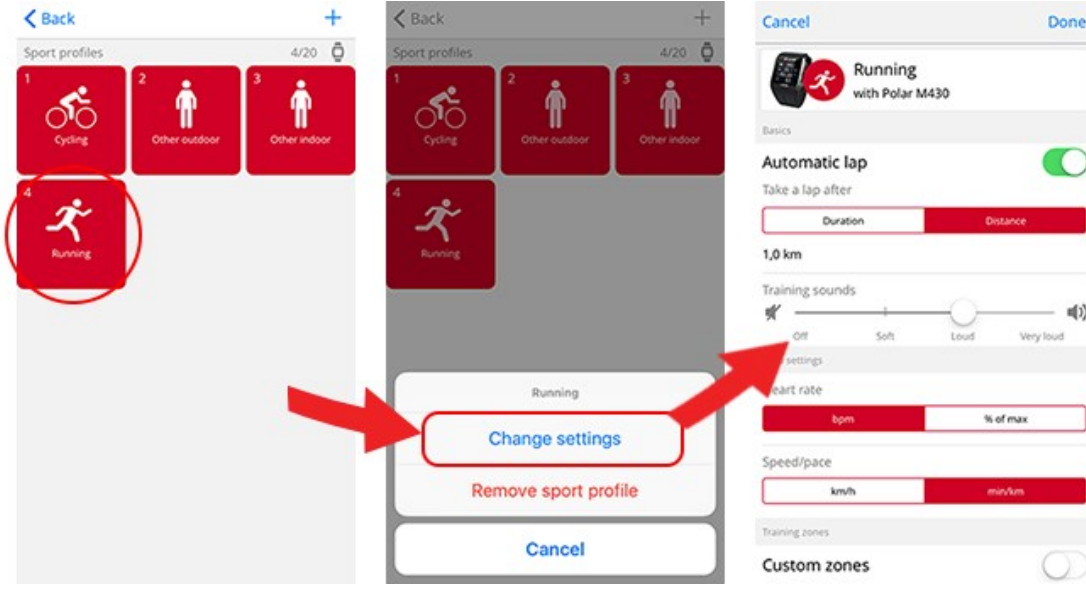 Back
Sport profiles 4/20
1
Cycling
2
Other outdoor
3
Other indoor
4
Running
Back
Sport profiles 4/20
1
Cycling
2
Other outdoor
3
Other indoor
4
Running
Running
Change settings
Remove sport profile
Cancel
Cancel Done
Running
with Polar M430
Basics
Automatic lap
Take a lap after
Duration Distance
1,0 km
Training sounds
Off Soft Loud Very loud
settings
eart rate
bpm % of max
Speed/pace
km/h min/km
Training zones
Custom zones